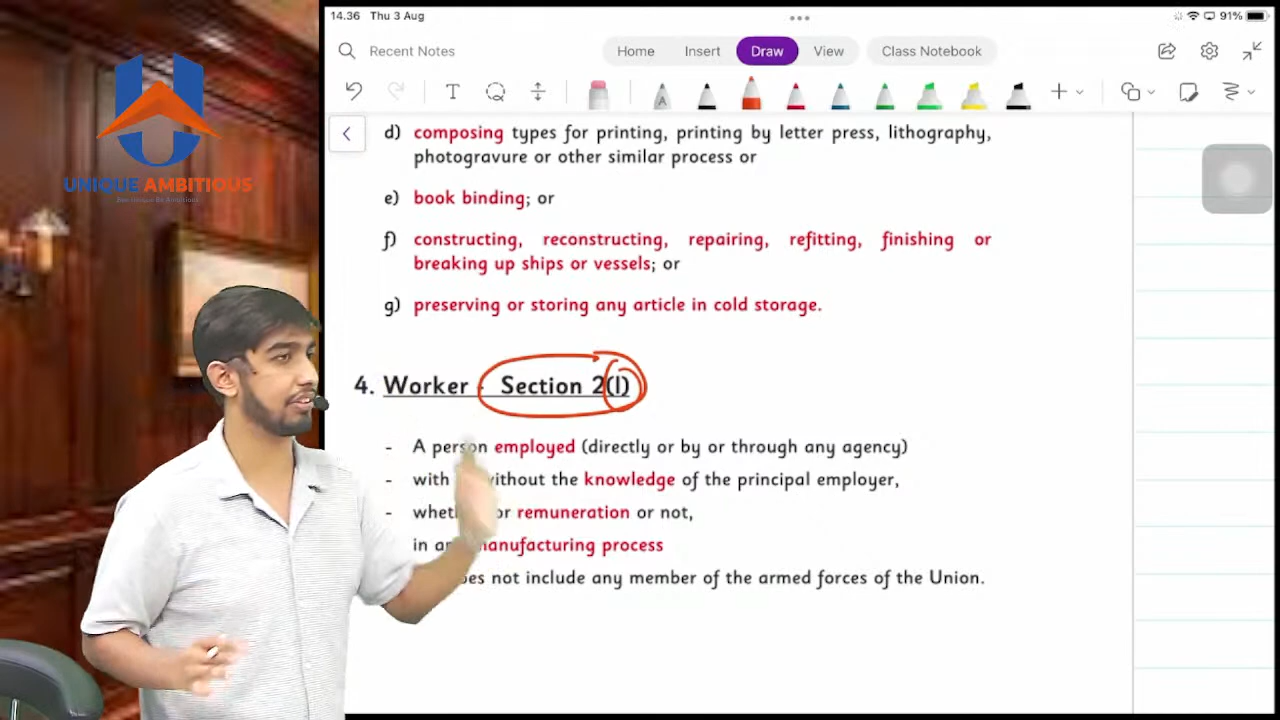 14.36 Thu 3 Aug
91%
Recent Notes
Home Insert Draw View Class Notebook
UNIQUE AMBITIOUS
d) composing types for printing, printing by letter press, lithography,
photogravure or other similar process or
e) book binding; or
f) constructing, reconstructing, repairing, refitting, finishing or
breaking up ships or vessels; or
g) preserving or storing any article in cold storage.
4. Worker - Section 2(l)
- A person employed (directly or by or through any agency)
- with without the knowledge of the principal employer,
- or remuneration or not,
in manufacturing process
not include any member of the armed forces of the Union.